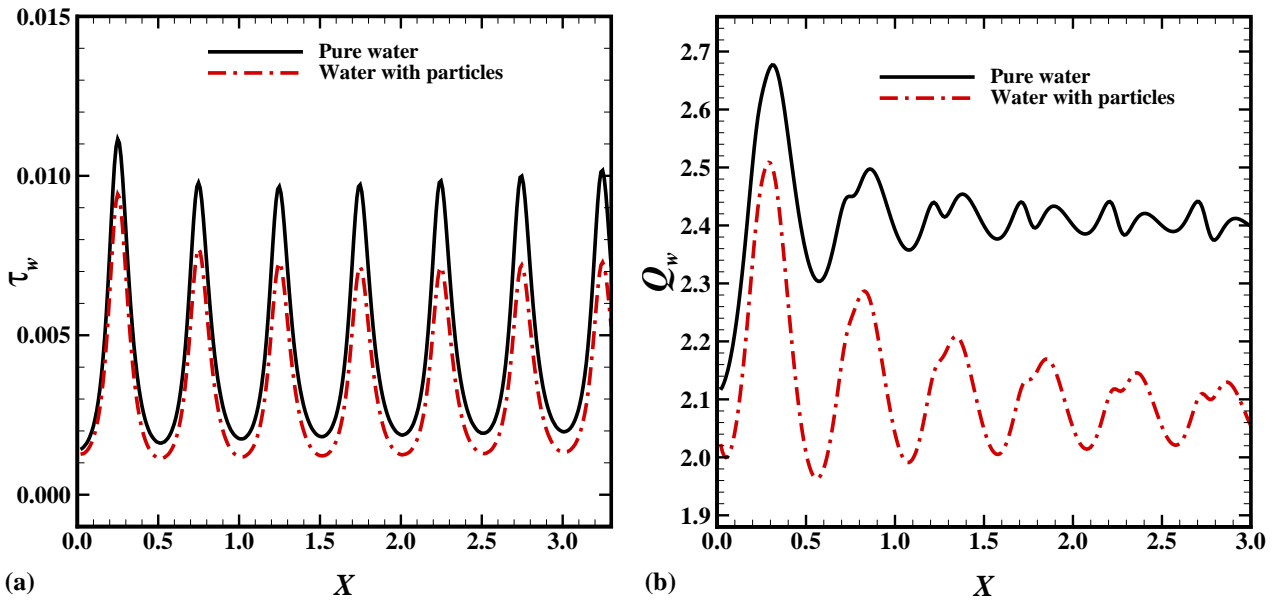 0.015
0.010
0.005
0.000
τw
Pure water
Water with particles
0.0 0.5 1.0 1.5 2.0 2.5 3.0
X
(a)
2.7
2.6
2.5
2.4
2.3
2.2
2.1
2.0
1.9
Qw
Pure water
Water with particles
0.0 0.5 1.0 1.5 2.0 2.5 3.0
X
(b)